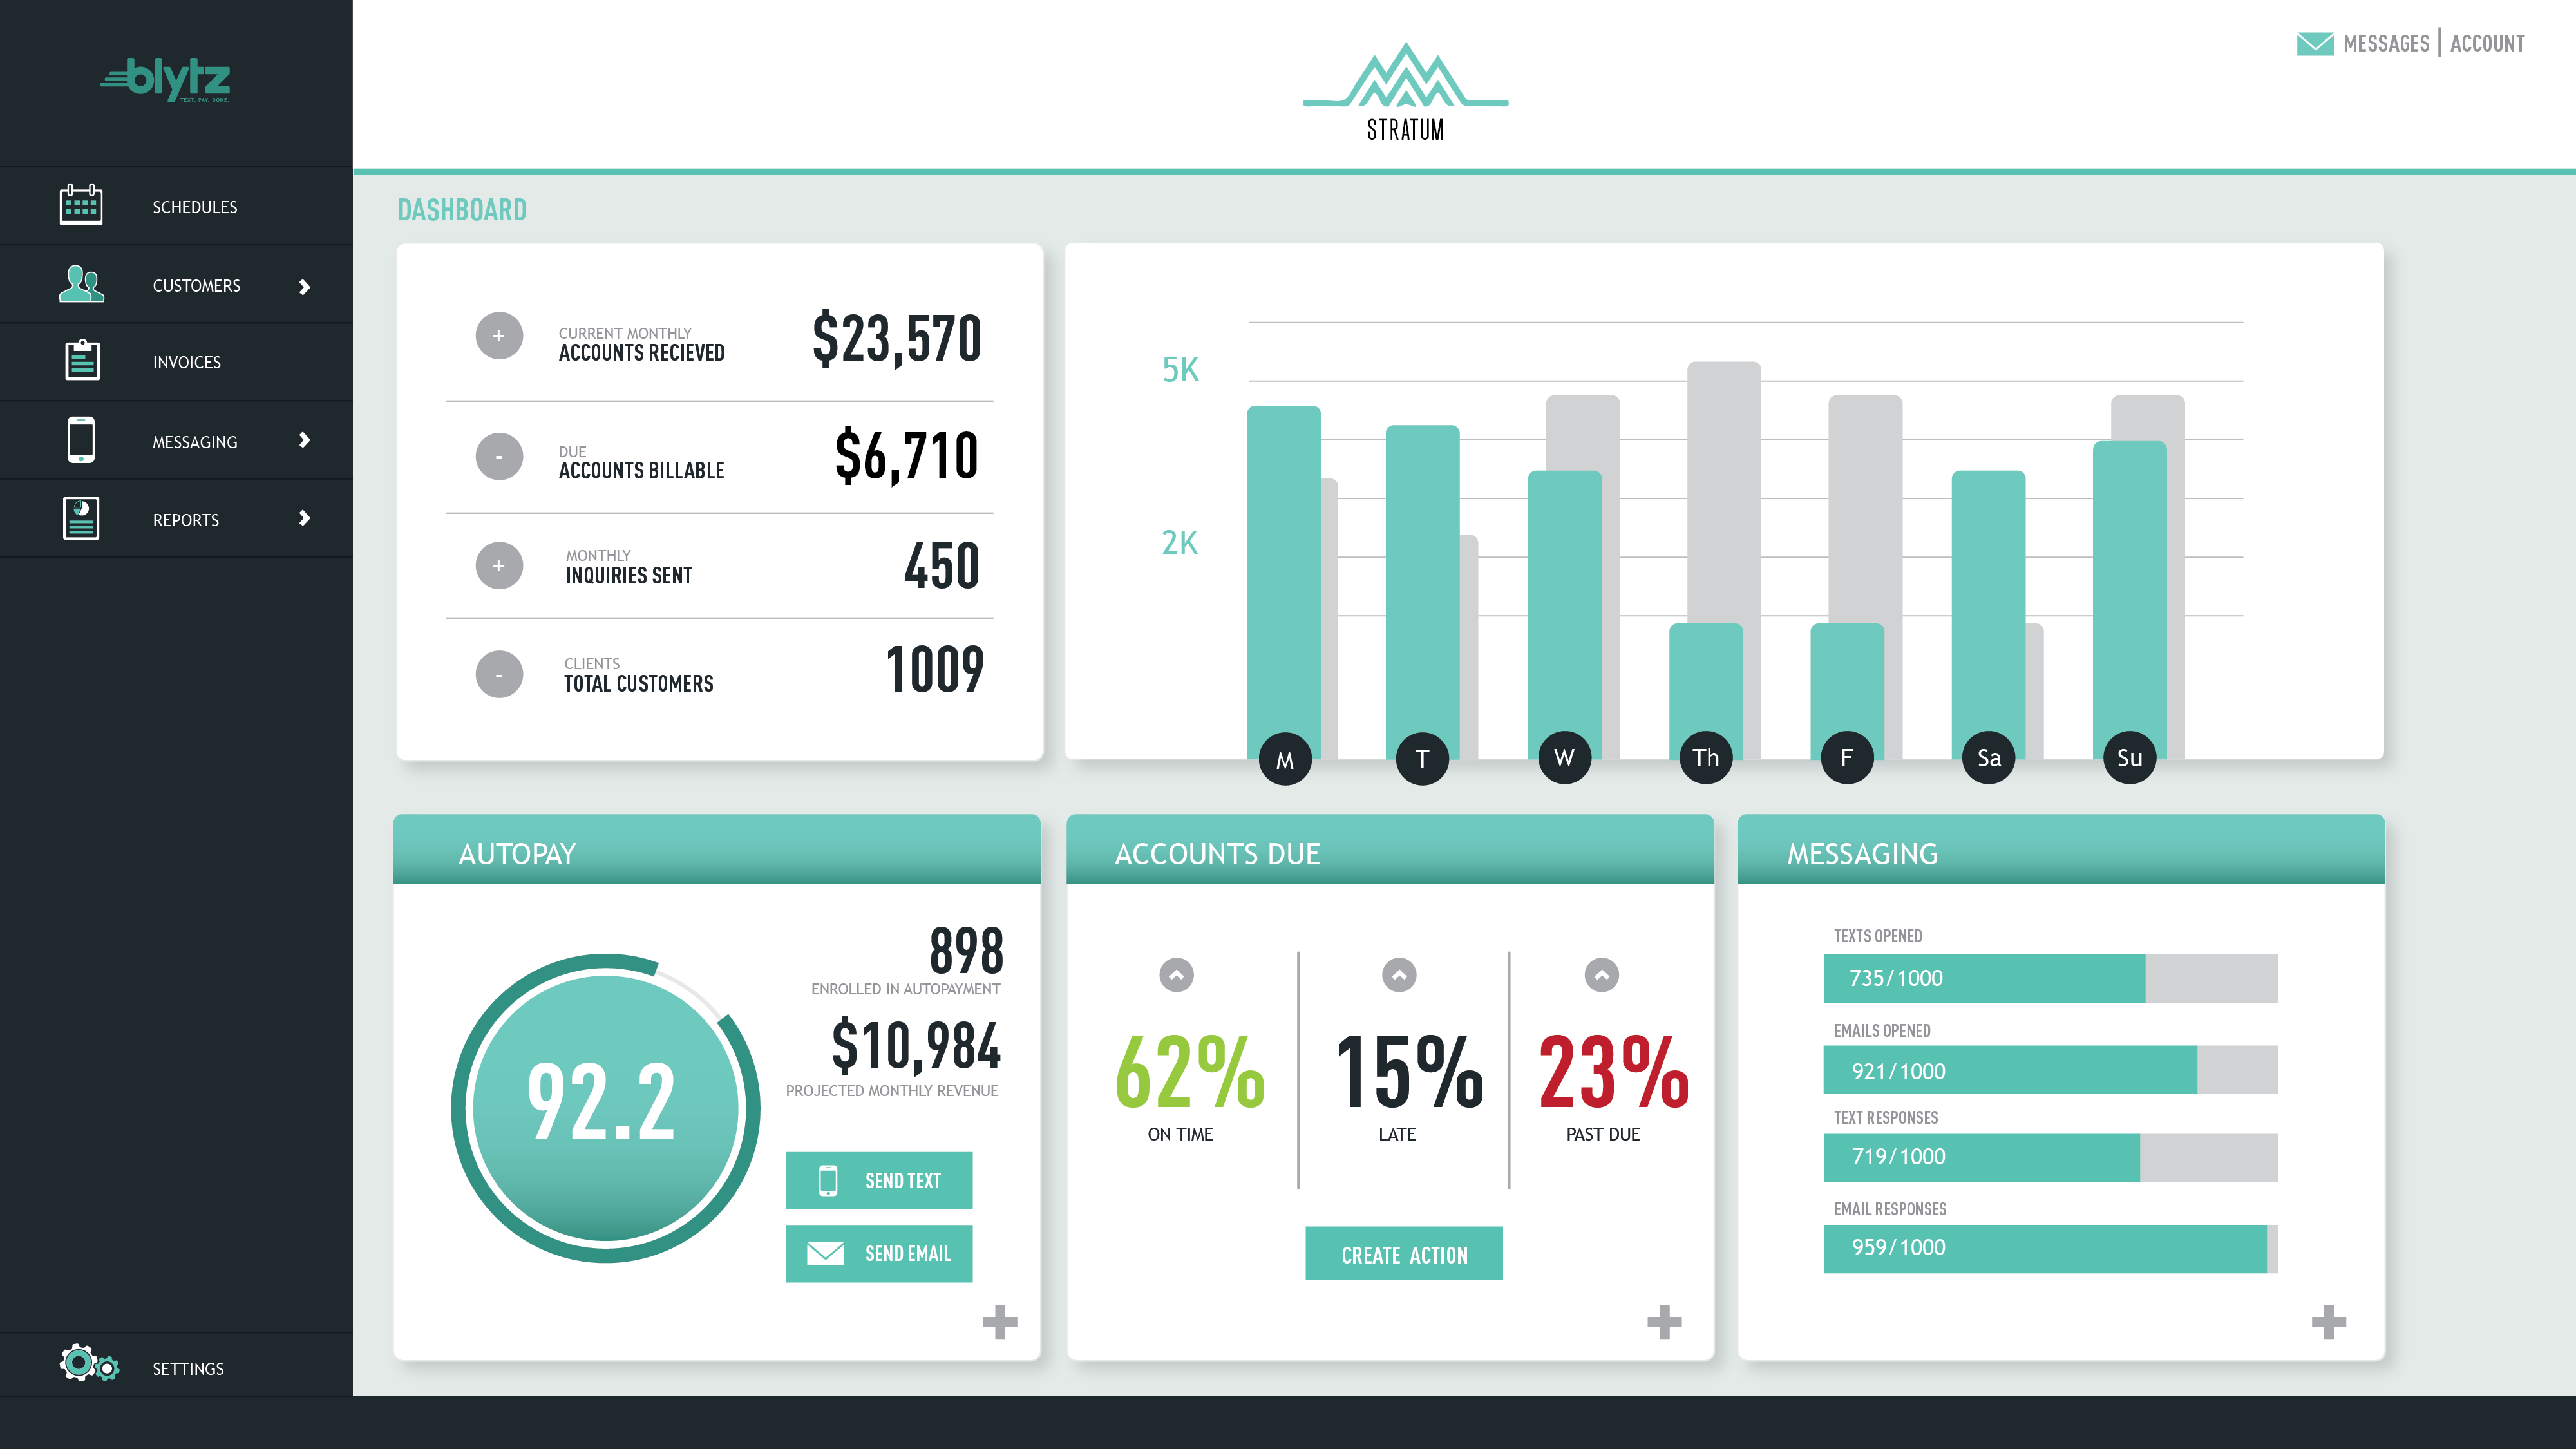 blytz
TEXT. PAY. DONE.
SCHEDULES
CUSTOMERS
INVOICES
MESSAGING
REPORTS
SETTINGS
STRATUM
MESSAGES | ACCOUNT
DASHBOARD
+
CURRENT MONTHLY
ACCOUNTS RECIEVED
$23,570
-
DUE
ACCOUNTS BILLABLE
$6,710
+
MONTHLY
INQUIRIES SENT
450
-
CLIENTS
TOTAL CUSTOMERS
1009
5K
2K
M T W Th F Sa Su
AUTOPAY
92.2
898
ENROLLED IN AUTOPAYMENT
$10,984
PROJECTED MONTHLY REVENUE
SEND TEXT
SEND EMAIL
ACCOUNTS DUE
62% 15% 23%
ON TIME LATE PAST DUE
CREATE ACTION
MESSAGING
TEXTS OPENED
735/1000
EMAILS OPENED
921/1000
TEXT RESPONSES
719/1000
EMAIL RESPONSES
959/1000